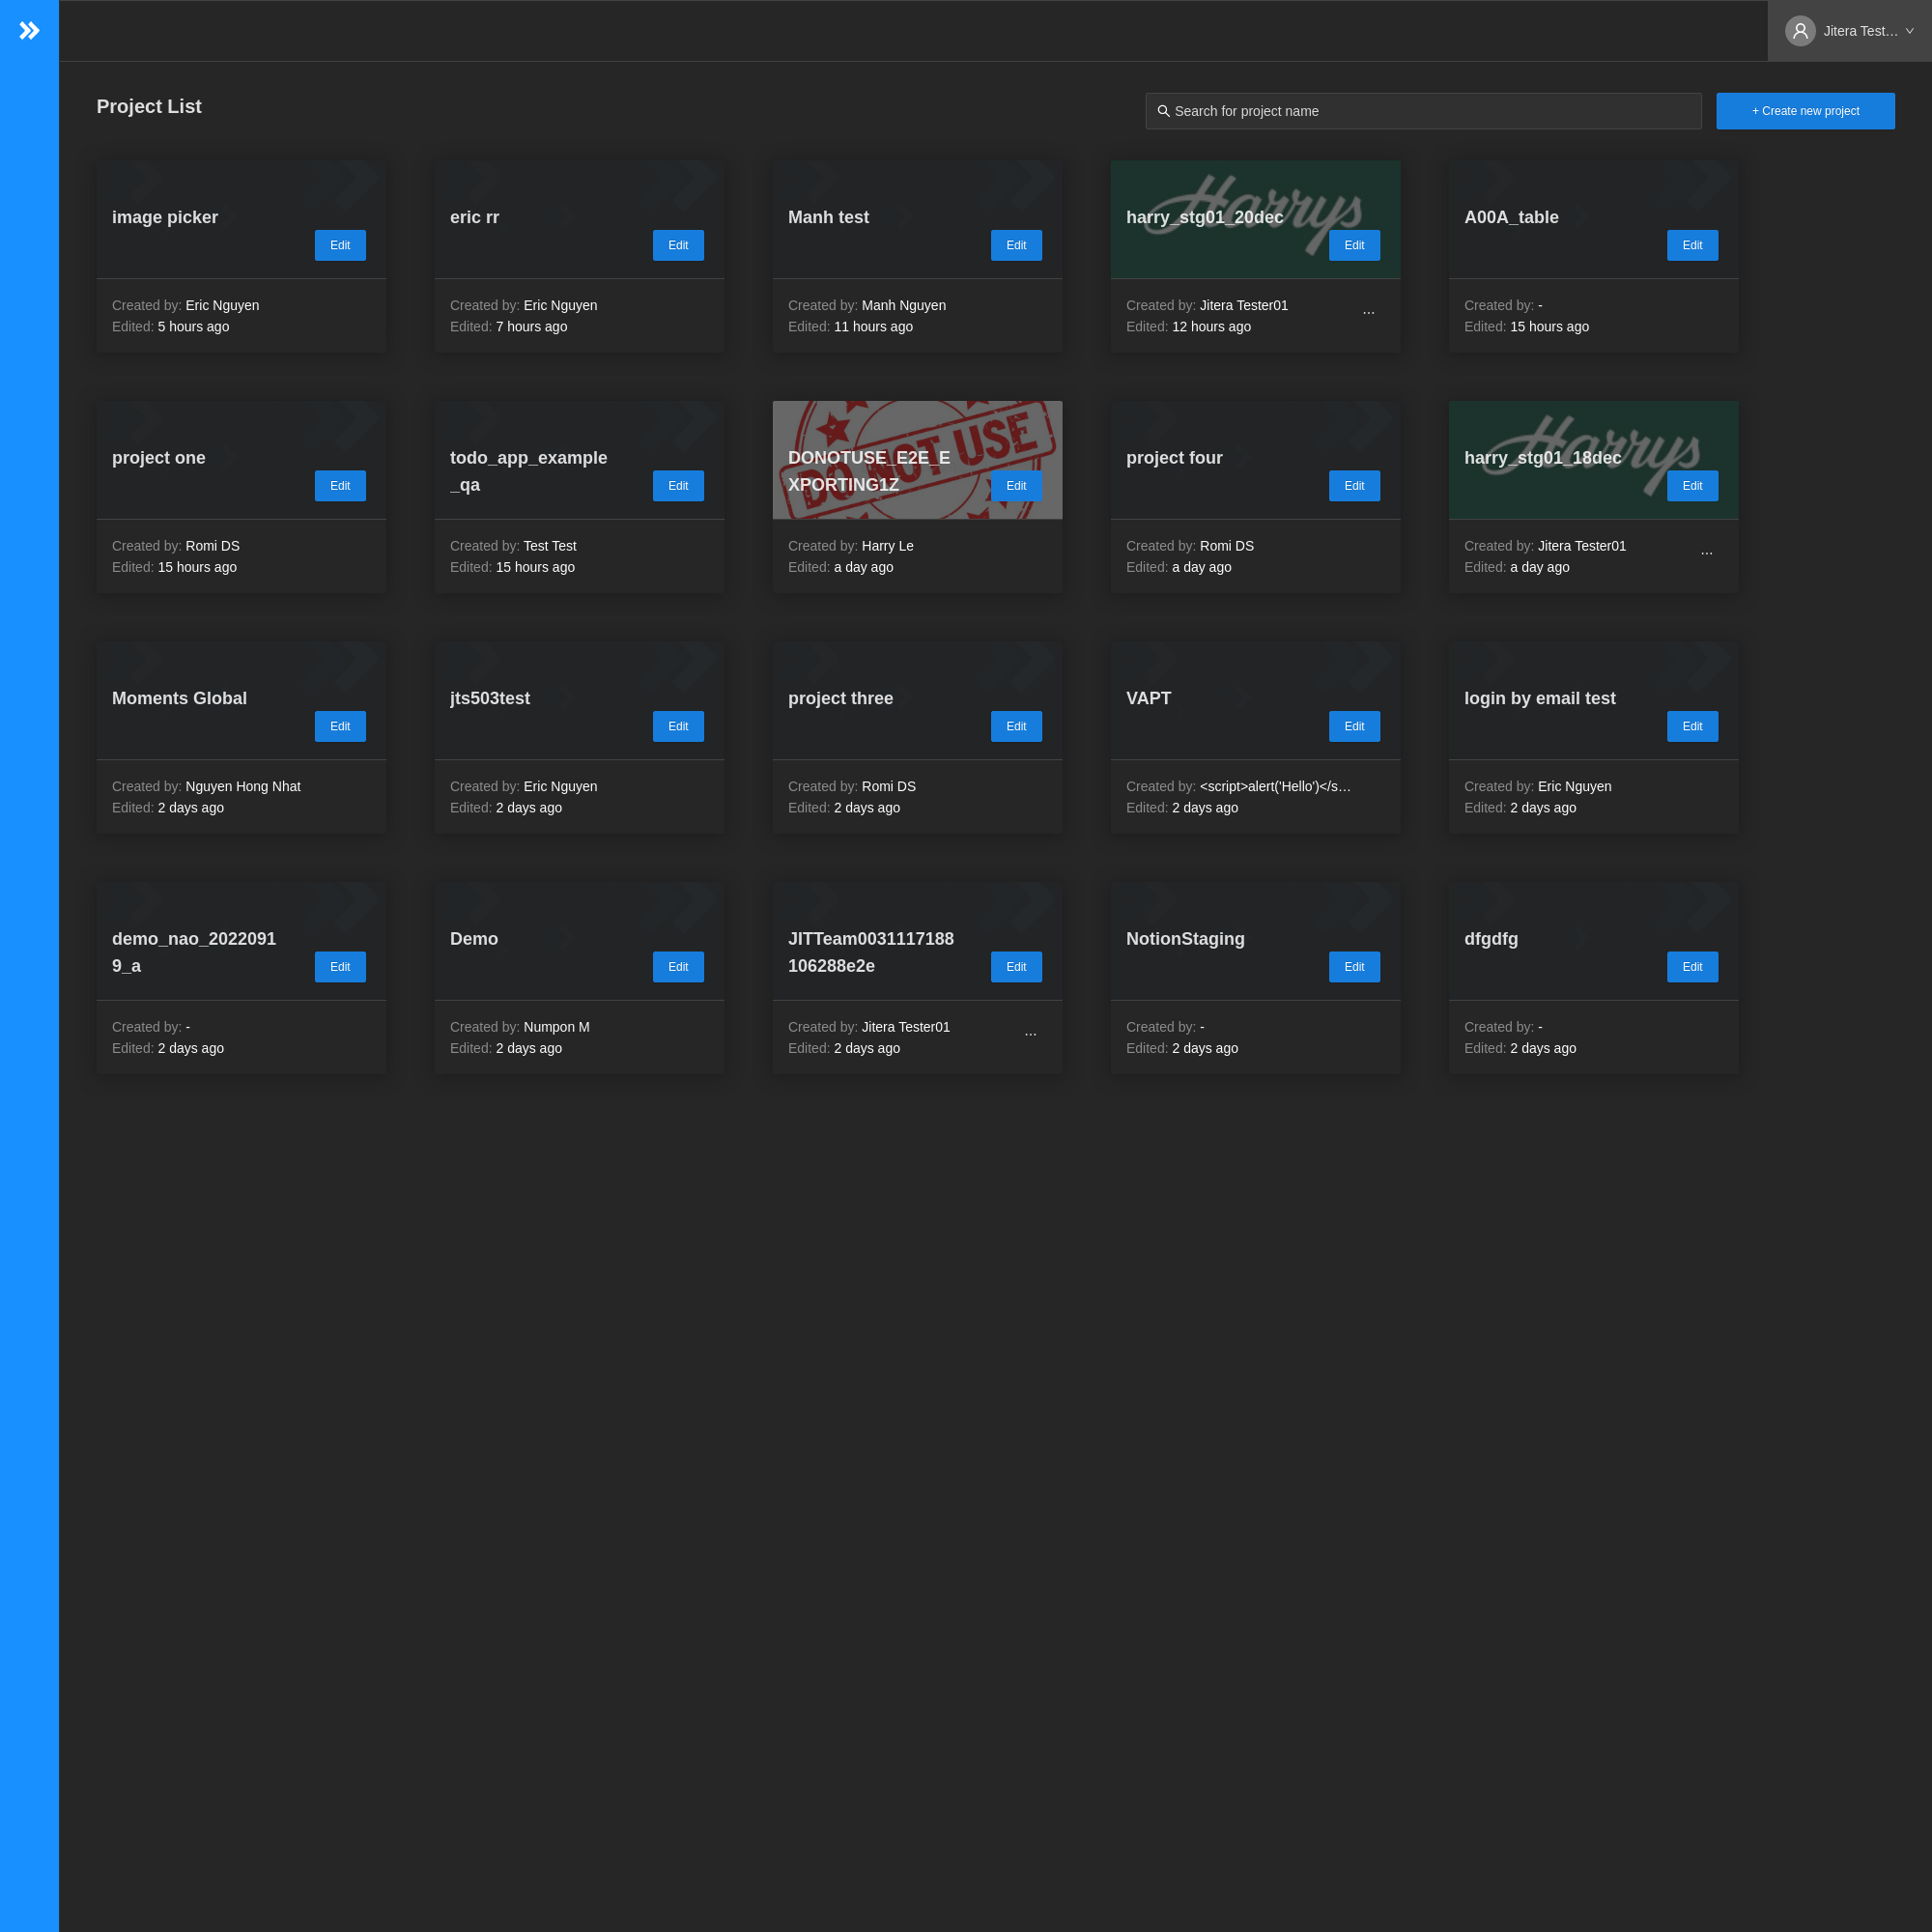 Jitera Test...
Project List
Search for project name
+ Create new project
image picker
Edit
Created by: Eric Nguyen
Edited: 5 hours ago
eric rr
Edit
Created by: Eric Nguyen
Edited: 7 hours ago
Manh test
Edit
Created by: Manh Nguyen
Edited: 11 hours ago
Harrys
harry_stg01_20dec
Edit
Created by: Jitera Tester01
...
Edited: 12 hours ago
A00A_table
Edit
Created by: -
Edited: 15 hours ago
project one
Edit
Created by: Romi DS
Edited: 15 hours ago
todo_app_example
_qa
Edit
Created by: Test Test
Edited: 15 hours ago
DO NOT USE
DONOTUSE_E2E_E
XPORTING1Z
Edit
Created by: Harry Le
Edited: a day ago
project four
Edit
Created by: Romi DS
Edited: a day ago
Harrys
harry_stg01_18dec
Edit
Created by: Jitera Tester01
...
Edited: a day ago
Moments Global
Edit
Created by: Nguyen Hong Nhat
Edited: 2 days ago
jts503test
Edit
Created by: Eric Nguyen
Edited: 2 days ago
project three
Edit
Created by: Romi DS
Edited: 2 days ago
VAPT
Edit
Created by: <script>alert('Hello')</s...
Edited: 2 days ago
login by email test
Edit
Created by: Eric Nguyen
Edited: 2 days ago
demo_nao_2022091
9_a
Edit
Created by: -
Edited: 2 days ago
Demo
Edit
Created by: Numpon M
Edited: 2 days ago
JITTeam0031117188
106288e2e
Edit
Created by: Jitera Tester01
...
Edited: 2 days ago
NotionStaging
Edit
Created by: -
Edited: 2 days ago
dfgdfg
Edit
Created by: -
Edited: 2 days ago